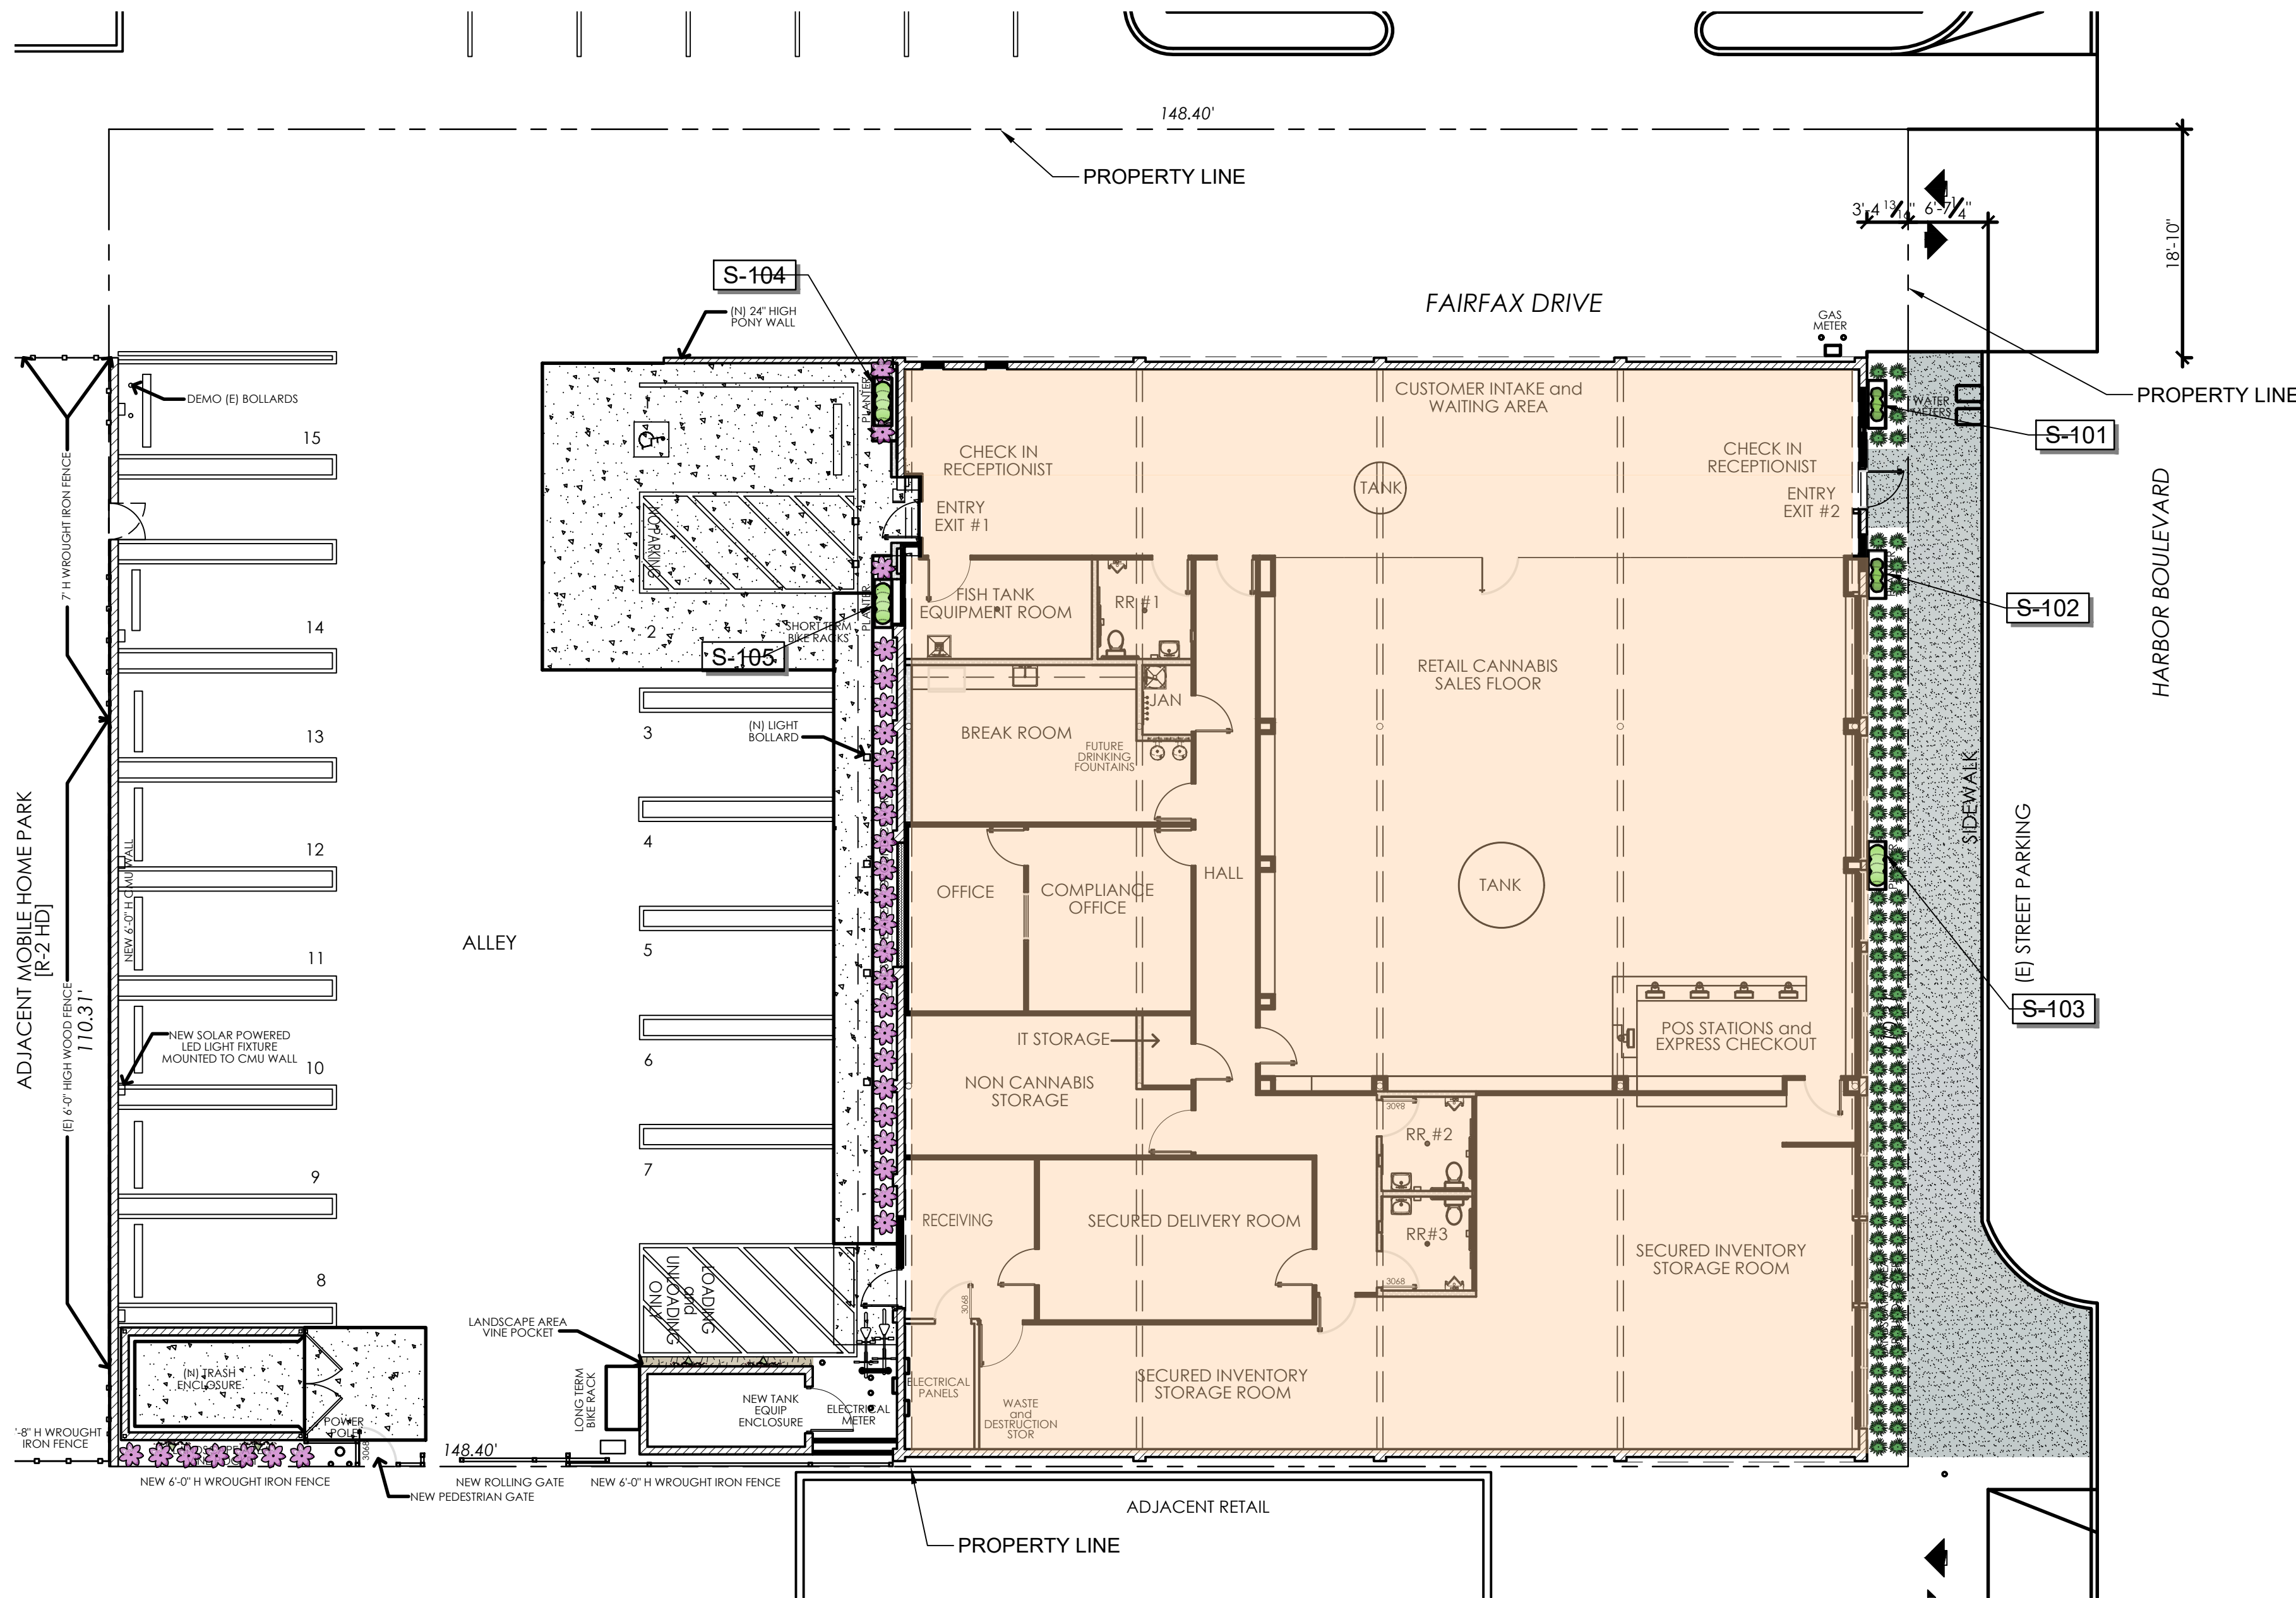 148.40'
PROPERTY LINE
3'-4 13/16"
6'-7 1/4"
18'-10"
S-104
(N) 24" HIGH
PONY WALL
FAIRFAX DRIVE
GAS
METER
PROPERTY LINE
DEMO (E) BOLLARDS
PLANTER
CUSTOMER INTAKE and
WAITING AREA
WATER
METERS
S-101
15
CHECK IN
RECEPTIONIST
TANK
CHECK IN
RECEPTIONIST
7' H WROUGHT IRON FENCE
1
NO PARKING
ENTRY
EXIT #1
ENTRY
EXIT #2
HARBOR BOULEVARD
FISH TANK
EQUIPMENT ROOM
RR #1
S-102
14
2
SHORT TERM
BIKE RACKS
PLANTER
S-105
RETAIL CANNABIS
SALES FLOOR
JAN
13
3
(N) LIGHT
BOLLARD
BREAK ROOM
FUTURE
DRINKING
FOUNTAINS
SIDEWALK
12
4
NEW 6'-0" H CMU WALL
ADJACENT MOBILE HOME PARK
[R-2 HD]
HALL
OFFICE
COMPLIANCE
OFFICE
TANK
(E) STREET PARKING
ALLEY
11
5
110.31'
(E) 6'-0" HIGH WOOD FENCE
S-103
NEW SOLAR POWERED
LED LIGHT FIXTURE
MOUNTED TO CMU WALL
IT STORAGE
POS STATIONS and
EXPRESS CHECKOUT
10
6
NON CANNABIS
STORAGE
3098
RR #2
9
7
RECEIVING
SECURED DELIVERY ROOM
RR#3
SECURED INVENTORY
STORAGE ROOM
8
LOADING
and
UNLOADING
ONLY
3068
3068
LANDSCAPE AREA
VINE POCKET
(N) TRASH
ENCLOSURE
LONG TERM
BIKE RACK
NEW TANK
EQUIP
ENCLOSURE
ELECTRICAL
METER
ELECTRICAL
PANELS
WASTE
and
DESTRUCTION
STOR
SECURED INVENTORY
STORAGE ROOM
POWER
POLE
3068
'-8" H WROUGHT
IRON FENCE
148.40'
NEW 6'-0" H WROUGHT IRON FENCE
NEW ROLLING GATE
NEW 6'-0" H WROUGHT IRON FENCE
NEW PEDESTRIAN GATE
ADJACENT RETAIL
PROPERTY LINE